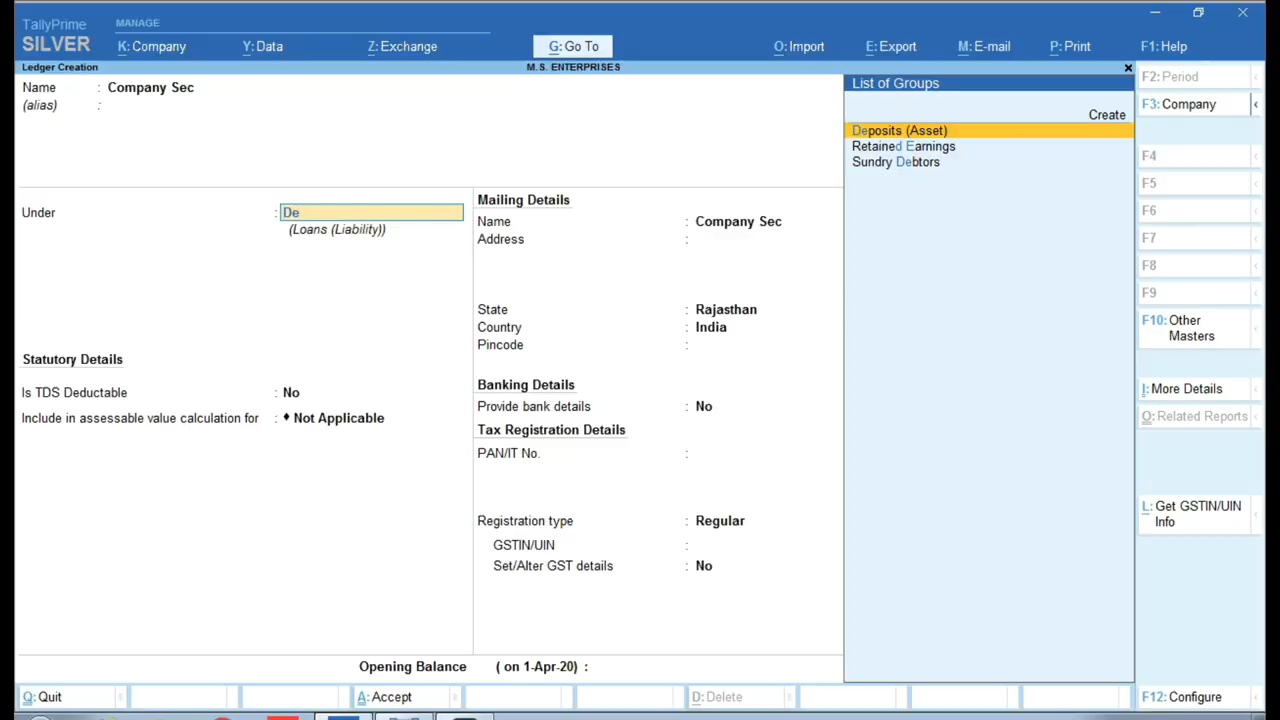 TallyPrime
SILVER
MANAGE
K: Company
Y: Data
Z: Exchange
G: Go To
O: Import
E: Export
M: E-mail
P: Print
F1: Help
Ledger Creation
M.S. ENTERPRISES
Name : Company Sec
(alias) :
Under : De
(Loans (Liability))
Statutory Details
Is TDS Deductable : No
Include in assessable value calculation for : ♦ Not Applicable
Mailing Details
Name : Company Sec
Address :
State : Rajasthan
Country : India
Pincode :
Banking Details
Provide bank details : No
Tax Registration Details
PAN/IT No. :
Registration type : Regular
GSTIN/UIN :
Set/Alter GST details : No
Opening Balance ( on 1-Apr-20) :
List of Groups
Create
Deposits (Asset)
Retained Earnings
Sundry Debtors
F2: Period
F3: Company
F4
F5
F6
F7
F8
F9
F10: Other
Masters
I: More Details
O: Related Reports
L: Get GSTIN/UIN
Info
Q: Quit
A: Accept
D: Delete
F12: Configure